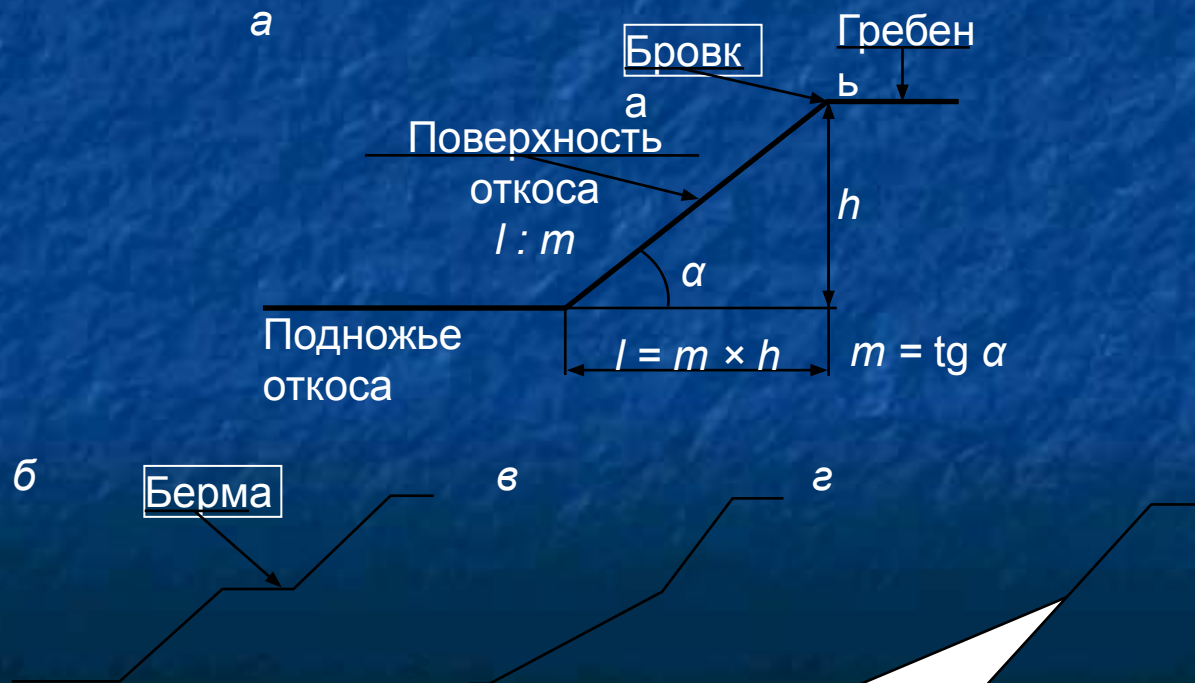 а
Гребен
ь
Бровк
а
Поверхность
откоса
l : m
h
α
Подножье
откоса
l = m × h
m = tg α
б
Берма
в
г